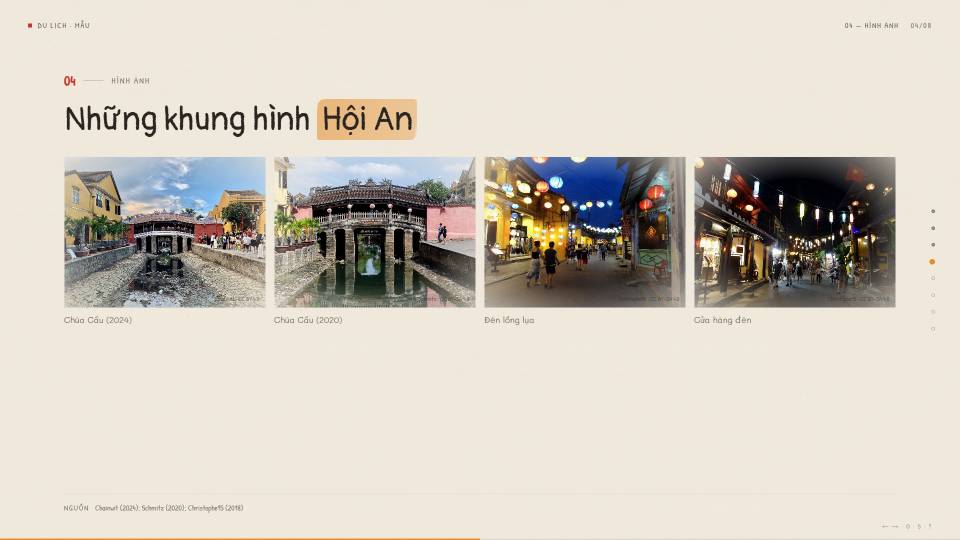 DU LỊCH · MẪU
04 — HÌNH ẢNH 04/08
04 — HÌNH ẢNH
Những khung hình Hội An
Chùa Cầu (2024)
Chùa Cầu (2020)
Đèn lồng lụa
Cửa hàng đèn
NGUỒN Chainwit (2024); Schmitz (2020); Christophe95 (2018)